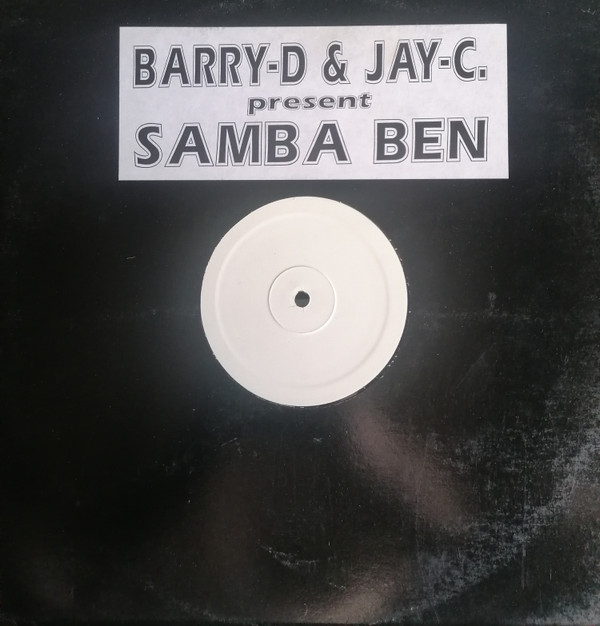 BARRY-D & JAY-C.
present
SAMBA BEN